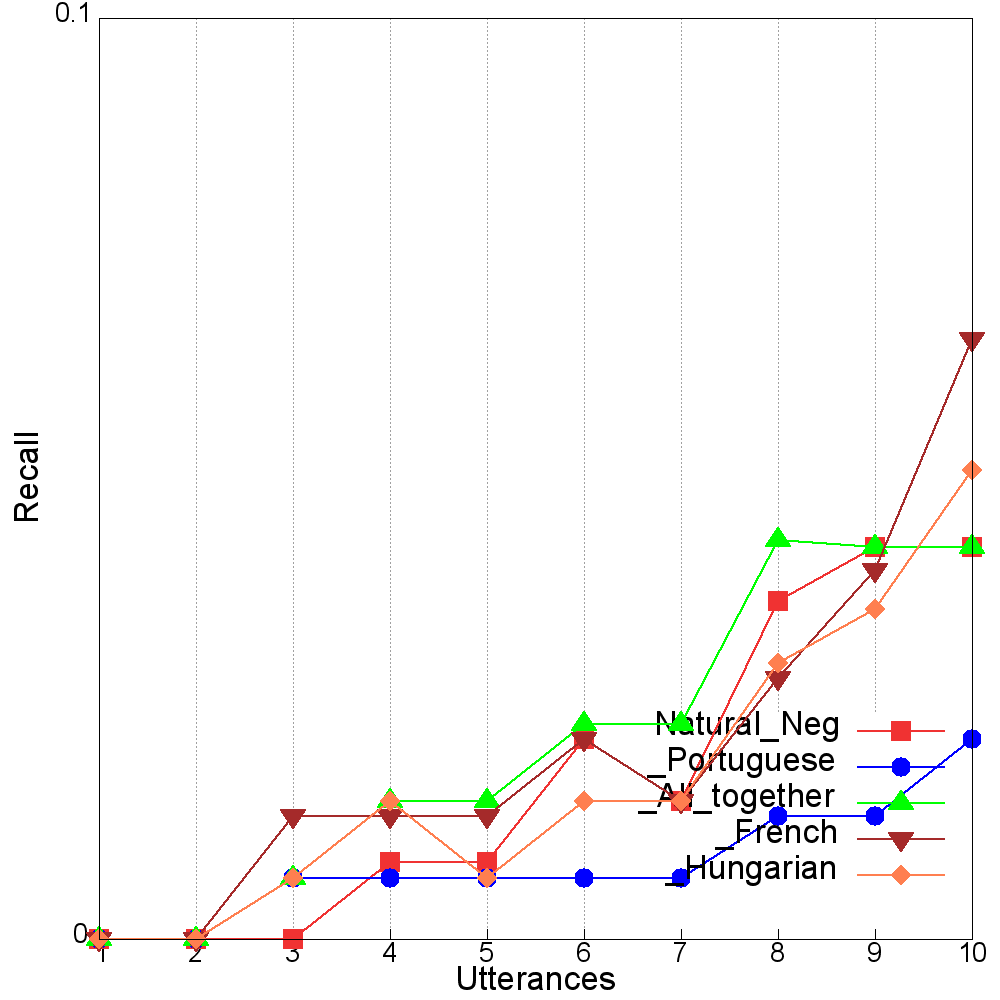 0.1
Recall
Natural_Neg
_Portuguese
_All_together
_French
_Hungarian
0
1 2 3 4 5 6 7 8 9 10
Utterances